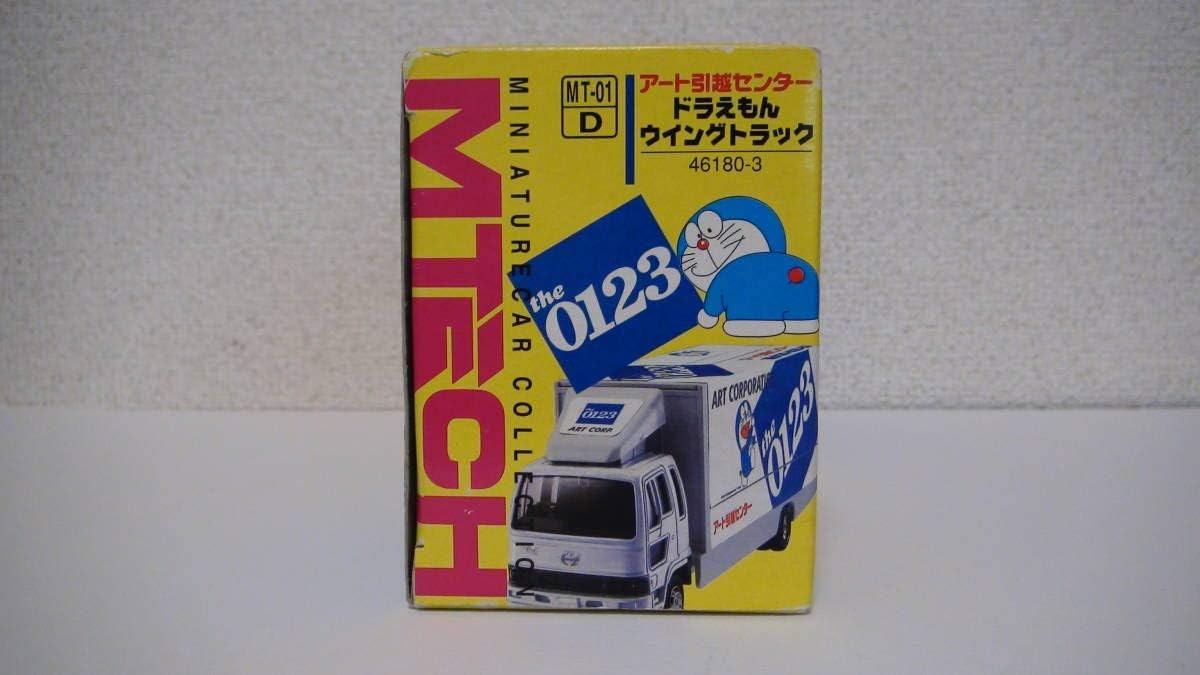 MTECH
MINIATURE CAR COLLECTION
MT-01
D
アート引越センター
ドラえもん
ウイングトラック
46180-3
the
0123
0123
ART CORP.
ART CORPORATI
the
0123
アート引越センター